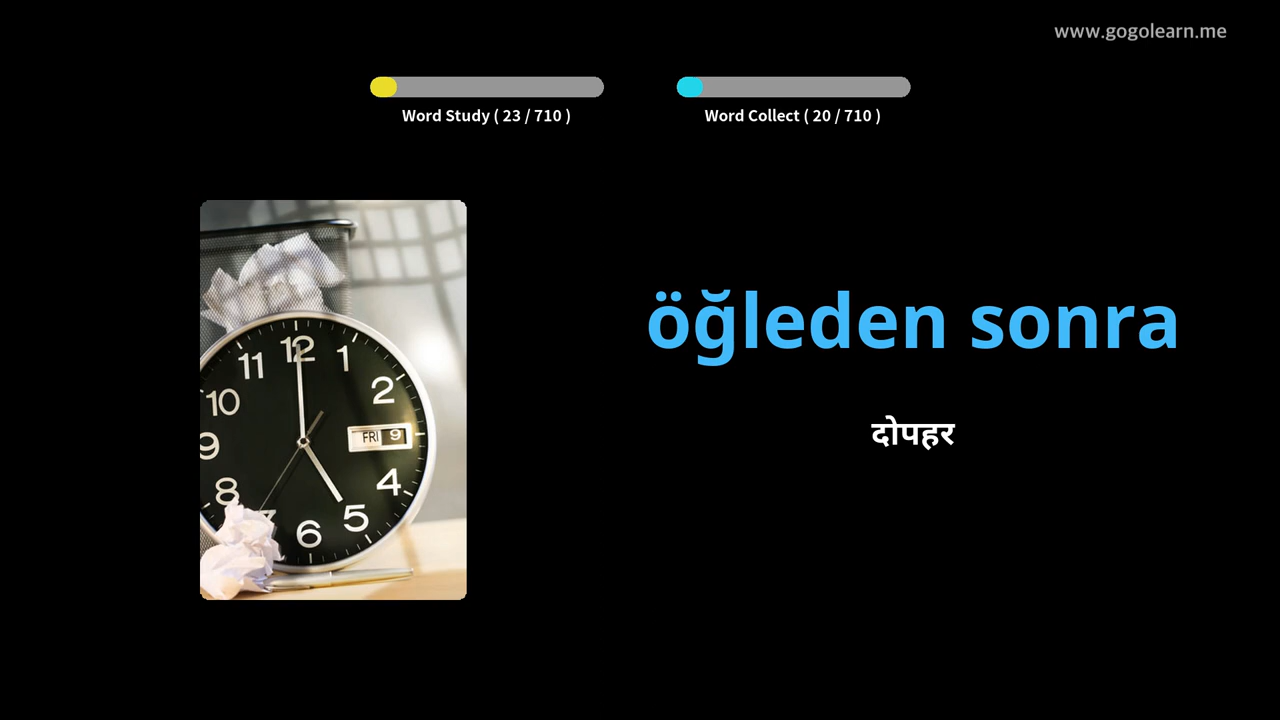 www.gogolearn.me
Word Study ( 23 / 710 )
Word Collect ( 20 / 710 )
öğleden sonra
दोपहर
12
11
1
10
2
9
FRI 9
8
4
7
5
6